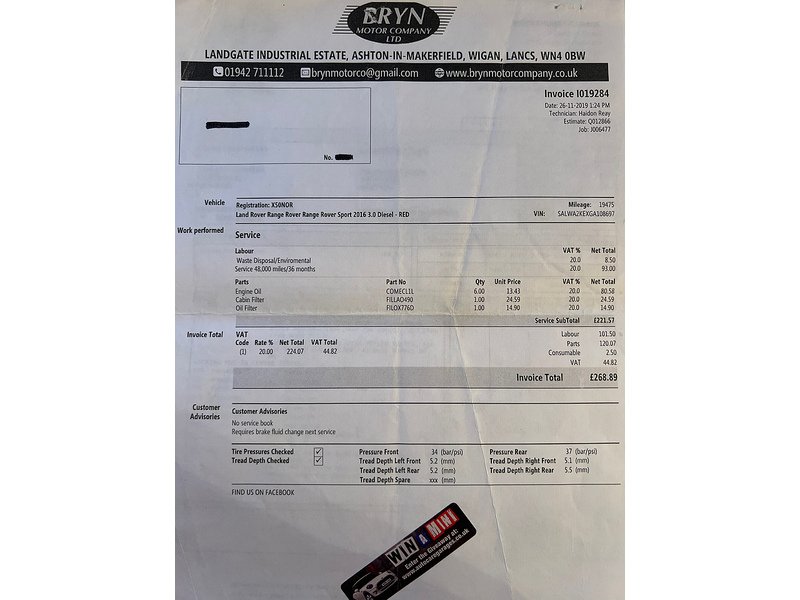 BRYN
MOTOR COMPANY
LTD
LANDGATE INDUSTRIAL ESTATE, ASHTON-IN-MAKERFIELD, WIGAN, LANCS, WN4 0BW
01942 711112 brynmotorco@gmail.com www.brynmotorcompany.co.uk
Invoice I019284
Date: 26-11-2019 1:24 PM
Technician: Haidon Reay
Estimate: Q012866
Job: J006477
No.
Vehicle Registration: X50NOR Mileage: 19475
Land Rover Range Rover Range Rover Sport 2016 3.0 Diesel - RED VIN: SALWA2KEXGA108697
Work performed Service
Labour VAT % Net Total
Waste Disposal/Enviromental 20.0 8.50
Service 48,000 miles/36 months 20.0 93.00
Parts Part No Qty Unit Price VAT % Net Total
Engine Oil COMECL1L 6.00 13.43 20.0 80.58
Cabin Filter FILLAO490 1.00 24.59 20.0 24.59
Oil Filter FILOX776D 1.00 14.90 20.0 14.90
Service SubTotal £221.57
Invoice Total VAT Labour 101.50
Code Rate % Net Total VAT Total Parts 120.07
(1) 20.00 224.07 44.82 Consumable 2.50
VAT 44.82
Invoice Total £268.89
Customer Advisories Customer Advisories
No service book
Requires brake fluid change next service
Tire Pressures Checked Pressure Front 34 (bar/psi) Pressure Rear 37 (bar/psi)
Tread Depth Checked Tread Depth Left Front 5.2 (mm) Tread Depth Right Front 5.1 (mm)
Tread Depth Left Rear 5.2 (mm) Tread Depth Right Rear 5.5 (mm)
Tread Depth Spare xxx (mm)
FIND US ON FACEBOOK
WIN A MINI
Enter the Giveaway at:
www.autocaregarages.co.uk